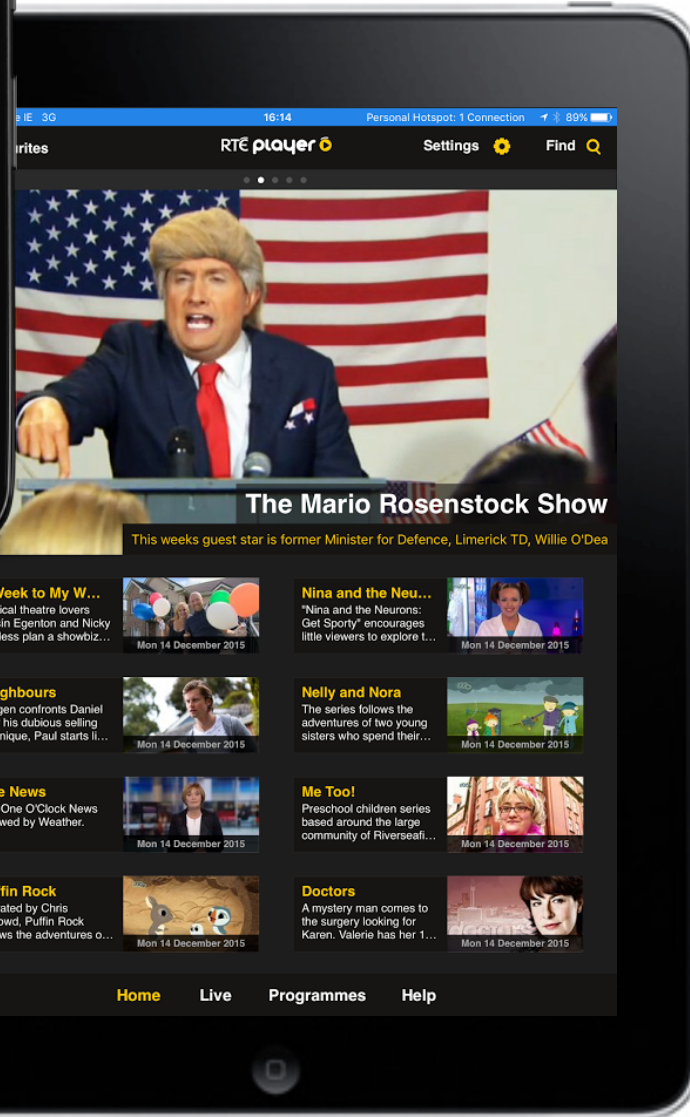 e IE 3G 16:14 Personal Hotspot: 1 Connection 89%
urites RTÉ player Settings Find
The Mario Rosenstock Show
This weeks guest star is former Minister for Defence, Limerick TD, Willie O'Dea
Week to My W...
ical theatre lovers
sin Egenton and Nicky
less plan a showbiz...
Mon 14 December 2015
Nina and the Neu...
"Nina and the Neurons:
Get Sporty" encourages
little viewers to explore t...
Mon 14 December 2015
ghbours
gen confronts Daniel
his dubious selling
nique, Paul starts li...
Mon 14 December 2015
Nelly and Nora
The series follows the
adventures of two young
sisters who spend their...
Mon 14 December 2015
e News
One O'Clock News
wed by Weather.
Mon 14 December 2015
Me Too!
Preschool children series
based around the large
community of Riverseafi...
Mon 14 December 2015
fin Rock
ated by Chris
owd, Puffin Rock
ws the adventures o...
Mon 14 December 2015
Doctors
A mystery man comes to
the surgery looking for
Karen. Valerie has her 1...
Mon 14 December 2015
Home Live Programmes Help